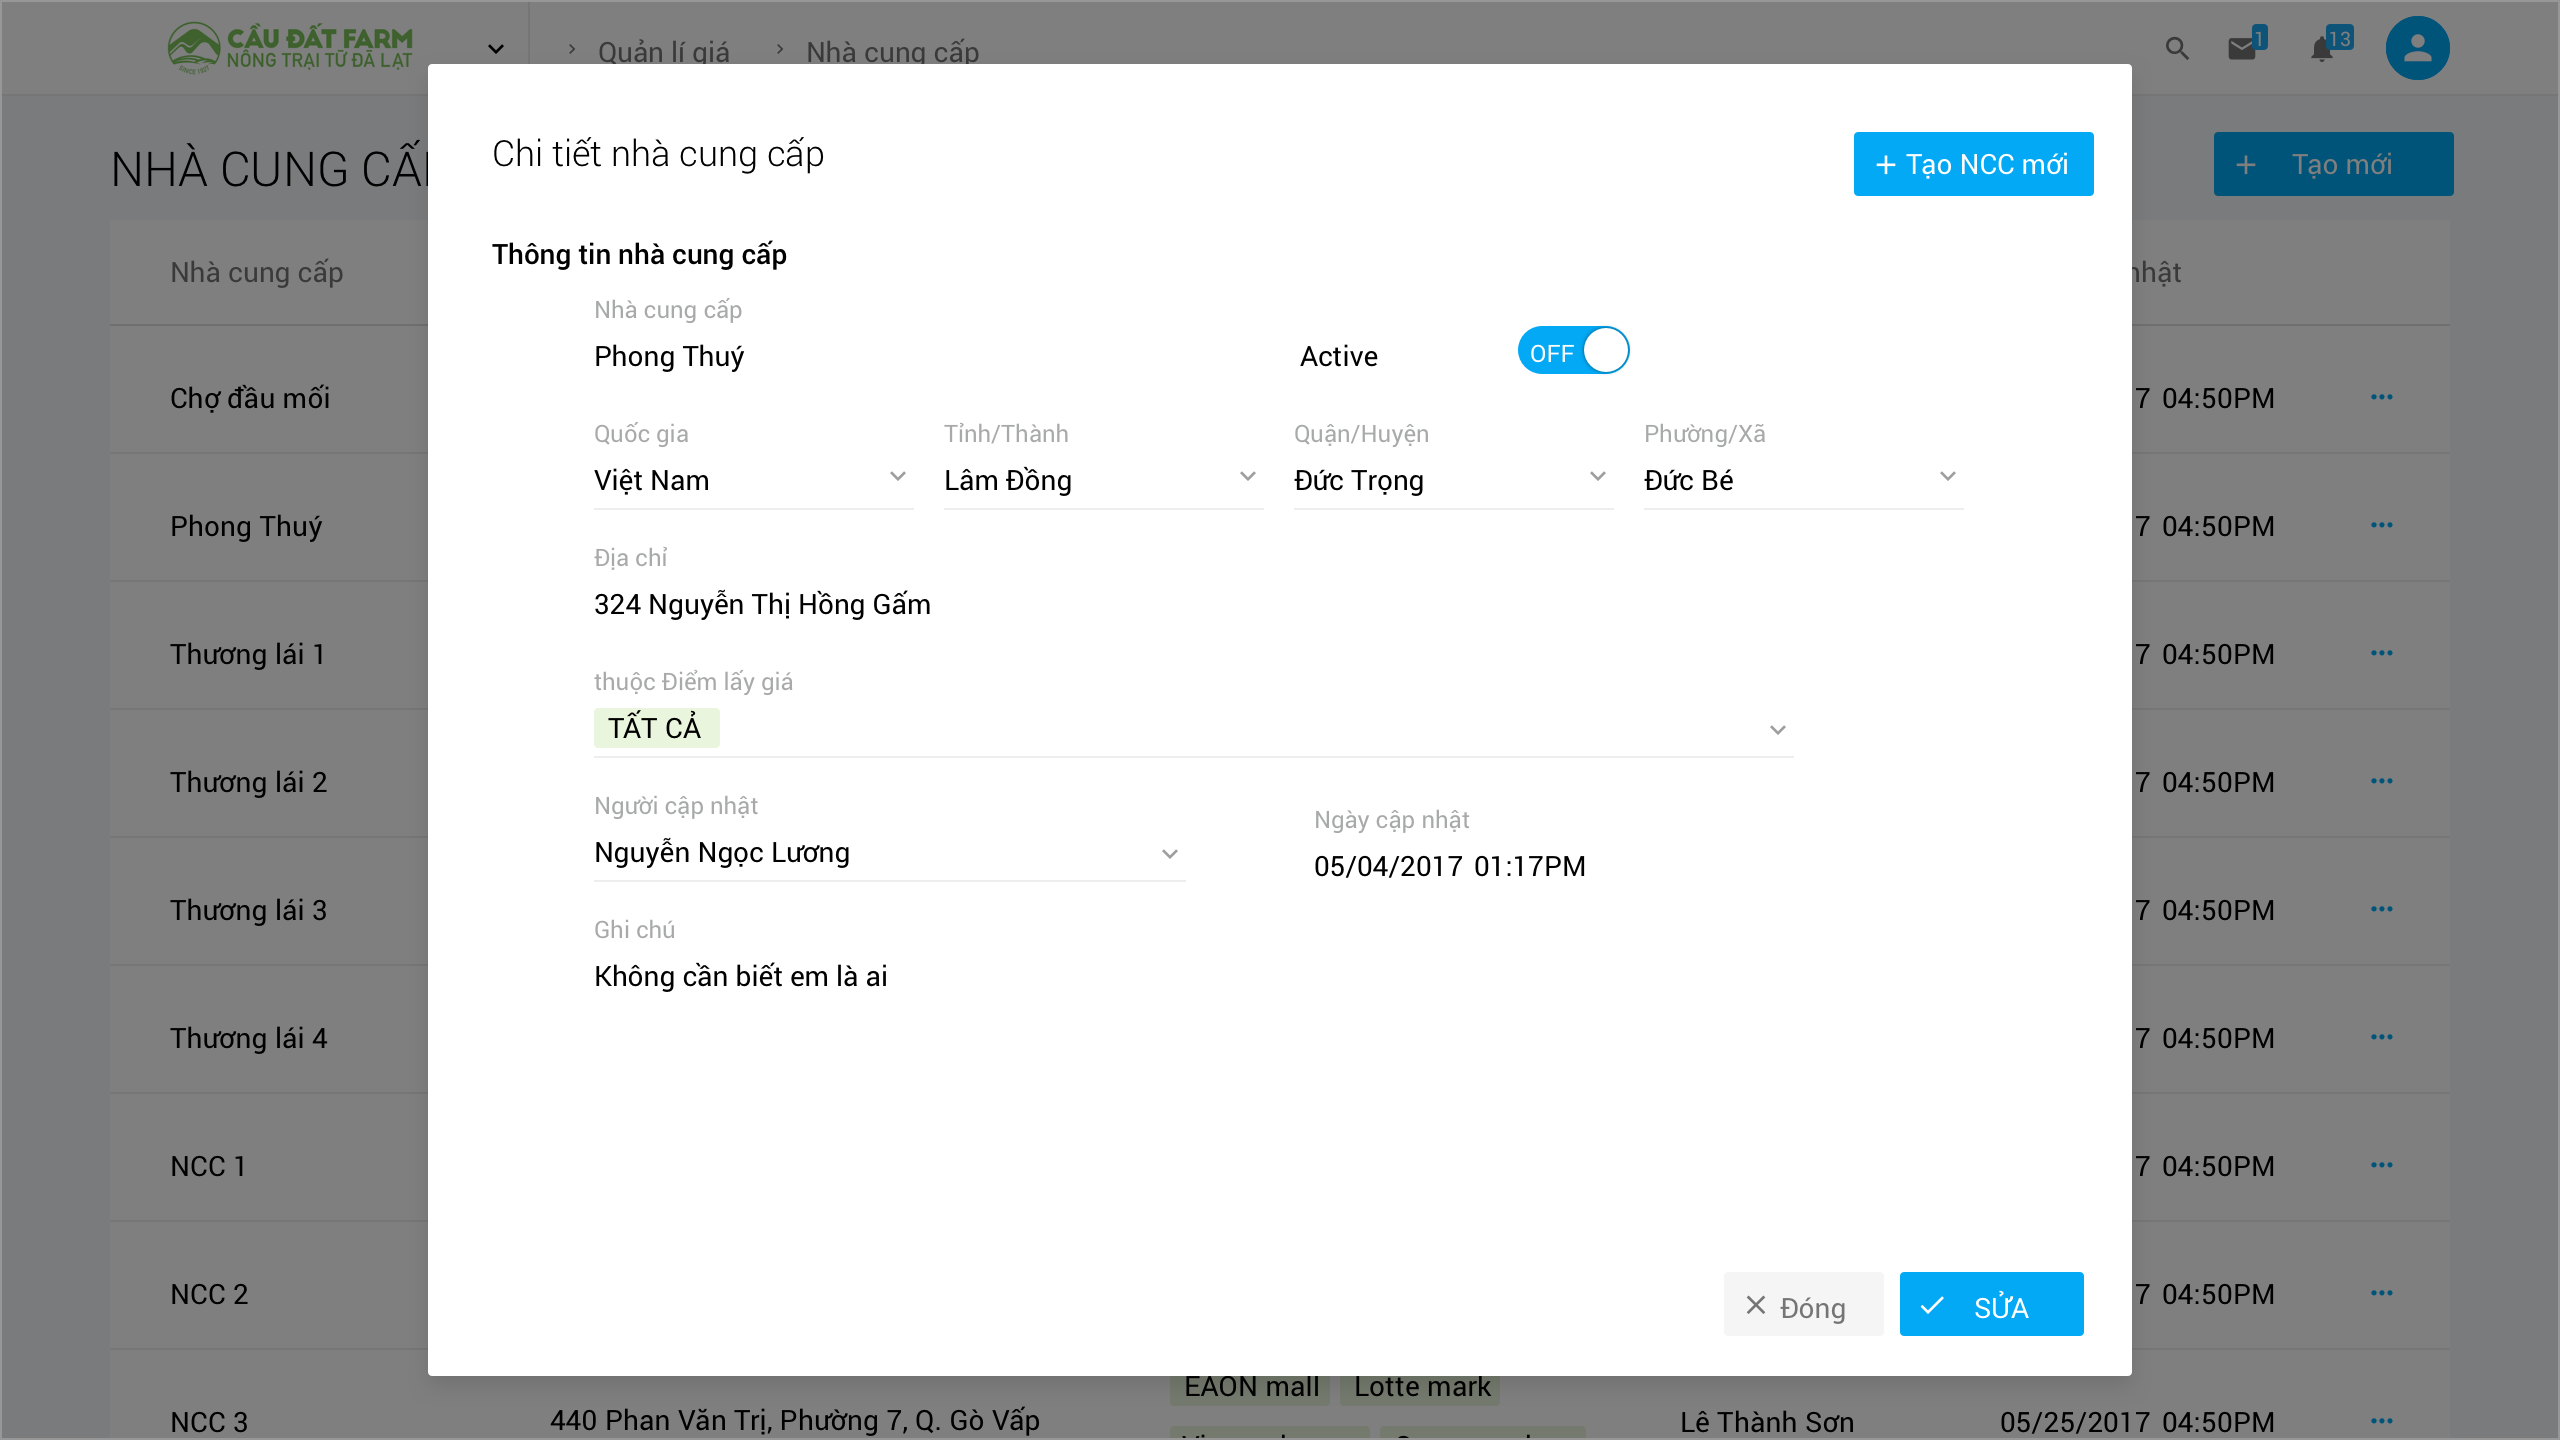 CẦU ĐẤT FARM
NÔNG TRẠI TỪ ĐÀ LẠT
SINCE 1927
Quản lí giá
Nhà cung cấp
1
13
NHÀ CUNG CẤP
Tạo mới
Chi tiết nhà cung cấp
+ Tạo NCC mới
Thông tin nhà cung cấp
Nhà cung cấp
nhật
Nhà cung cấp
Phong Thuý
Active
OFF
Chợ đầu mối
7 04:50PM
Quốc gia
Tỉnh/Thành
Quận/Huyện
Phường/Xã
Việt Nam
Lâm Đồng
Đức Trọng
Đức Bé
Phong Thuý
7 04:50PM
Địa chỉ
324 Nguyễn Thị Hồng Gấm
Thương lái 1
7 04:50PM
thuộc Điểm lấy giá
TẤT CẢ
Thương lái 2
7 04:50PM
Người cập nhật
Ngày cập nhật
Nguyễn Ngọc Lương
05/04/2017 01:17PM
Thương lái 3
7 04:50PM
Ghi chú
Không cần biết em là ai
Thương lái 4
7 04:50PM
NCC 1
7 04:50PM
NCC 2
7 04:50PM
Đóng
SỬA
EAON mall
Lotte mark
NCC 3
440 Phan Văn Trị, Phường 7, Q. Gò Vấp
Lê Thành Sơn
05/25/2017 04:50PM